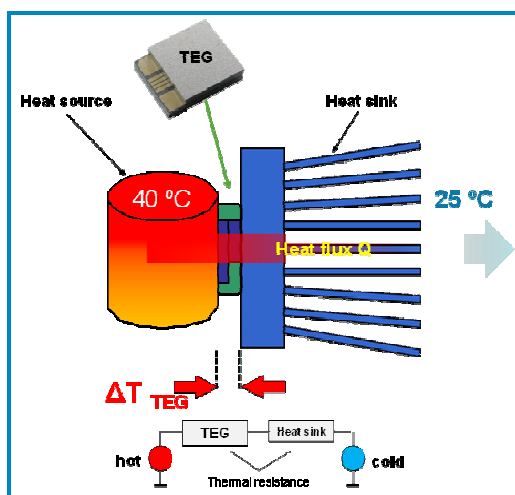 TEG
Heat source
Heat sink
40 ºC
25 ºC
Heat flux Q
ΔT TEG
TEG
Heat sink
hot
cold
Thermal resistance